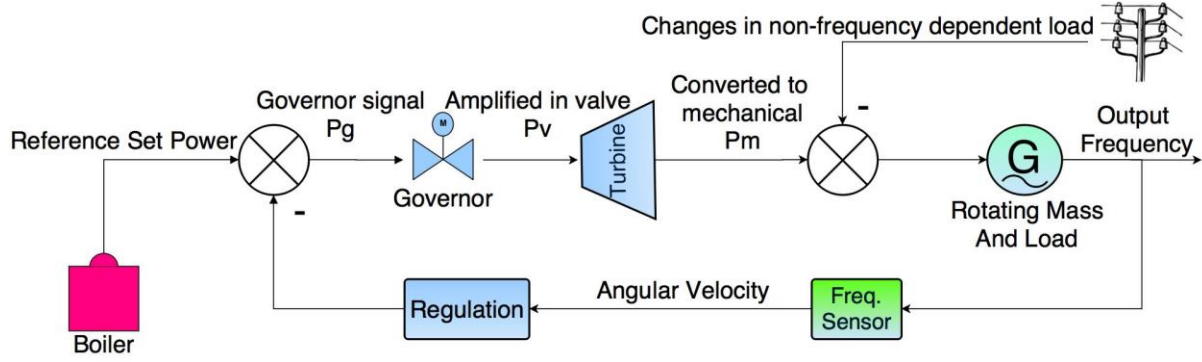 Changes in non-frequency dependent load
-
Governor signal
Pg
Amplified in valve
Pv
Converted to
mechanical
Pm
Output
Frequency
Reference Set Power
M
Turbine
G
Governor
-
Rotating Mass
And Load
Angular Velocity
Regulation
Freq.
Sensor
Boiler